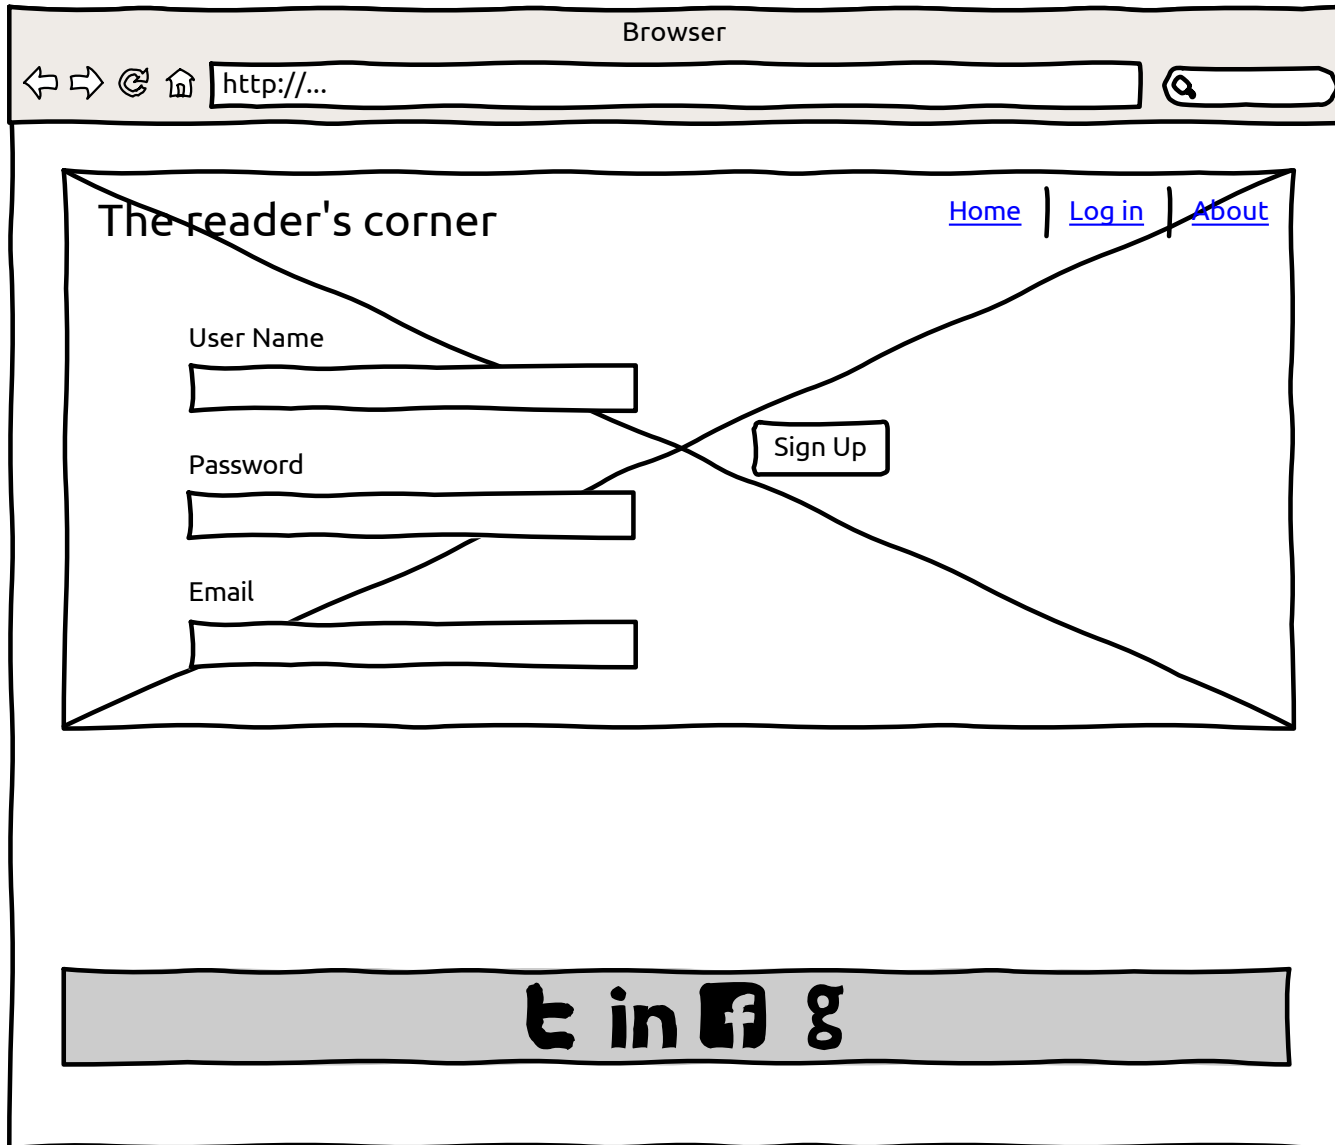 Browser
http://...
The reader's corner
Home
Log in
About
User Name
Sign Up
Password
Email
t in f g